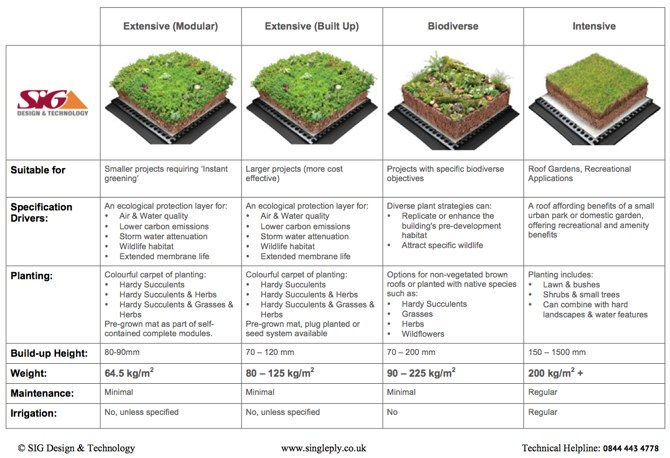 Extensive (Modular)
Extensive (Built Up)
Biodiverse
Intensive
SIG
DESIGN & TECHNOLOGY
Suitable for
Smaller projects requiring ‘Instant
greening’
Larger projects (more cost
effective)
Projects with specific biodiverse
objectives
Roof Gardens, Recreational
Applications
Specification
Drivers:
An ecological protection layer for:
• Air & Water quality
• Lower carbon emissions
• Storm water attenuation
• Wildlife habitat
• Extended membrane life
An ecological protection layer for:
• Air & Water quality
• Lower carbon emissions
• Storm water attenuation
• Wildlife habitat
• Extended membrane life
Diverse plant strategies can:
• Replicate or enhance the
building's pre-development
habitat
• Attract specific wildlife
A roof affording benefits of a small
urban park or domestic garden,
offering recreational and amenity
benefits
Planting:
Colourful carpet of planting:
• Hardy Succulents
• Hardy Succulents & Herbs
• Hardy Succulents & Grasses &
Herbs
Pre-grown mat as part of self-
contained complete modules.
Colourful carpet of planting:
• Hardy Succulents
• Hardy Succulents & Herbs
• Hardy Succulents & Grasses &
Herbs
Pre-grown mat, plug planted or
seed system available
Options for non-vegetated brown
roofs or planted with native species
such as:
• Hardy Succulents
• Grasses
• Herbs
• Wildflowers
Planting includes:
• Lawn & bushes
• Shrubs & small trees
• Can combine with hard
landscapes & water features
Build-up Height:
80-90mm
70 – 120 mm
70 – 200 mm
150 – 1500 mm
Weight:
64.5 kg/m²
80 – 125 kg/m²
90 – 225 kg/m²
200 kg/m² +
Maintenance:
Minimal
Minimal
Minimal
Regular
Irrigation:
No, unless specified
No, unless specified
No
Regular
© SIG Design & Technology
www.singleply.co.uk
Technical Helpline: 0844 443 4778